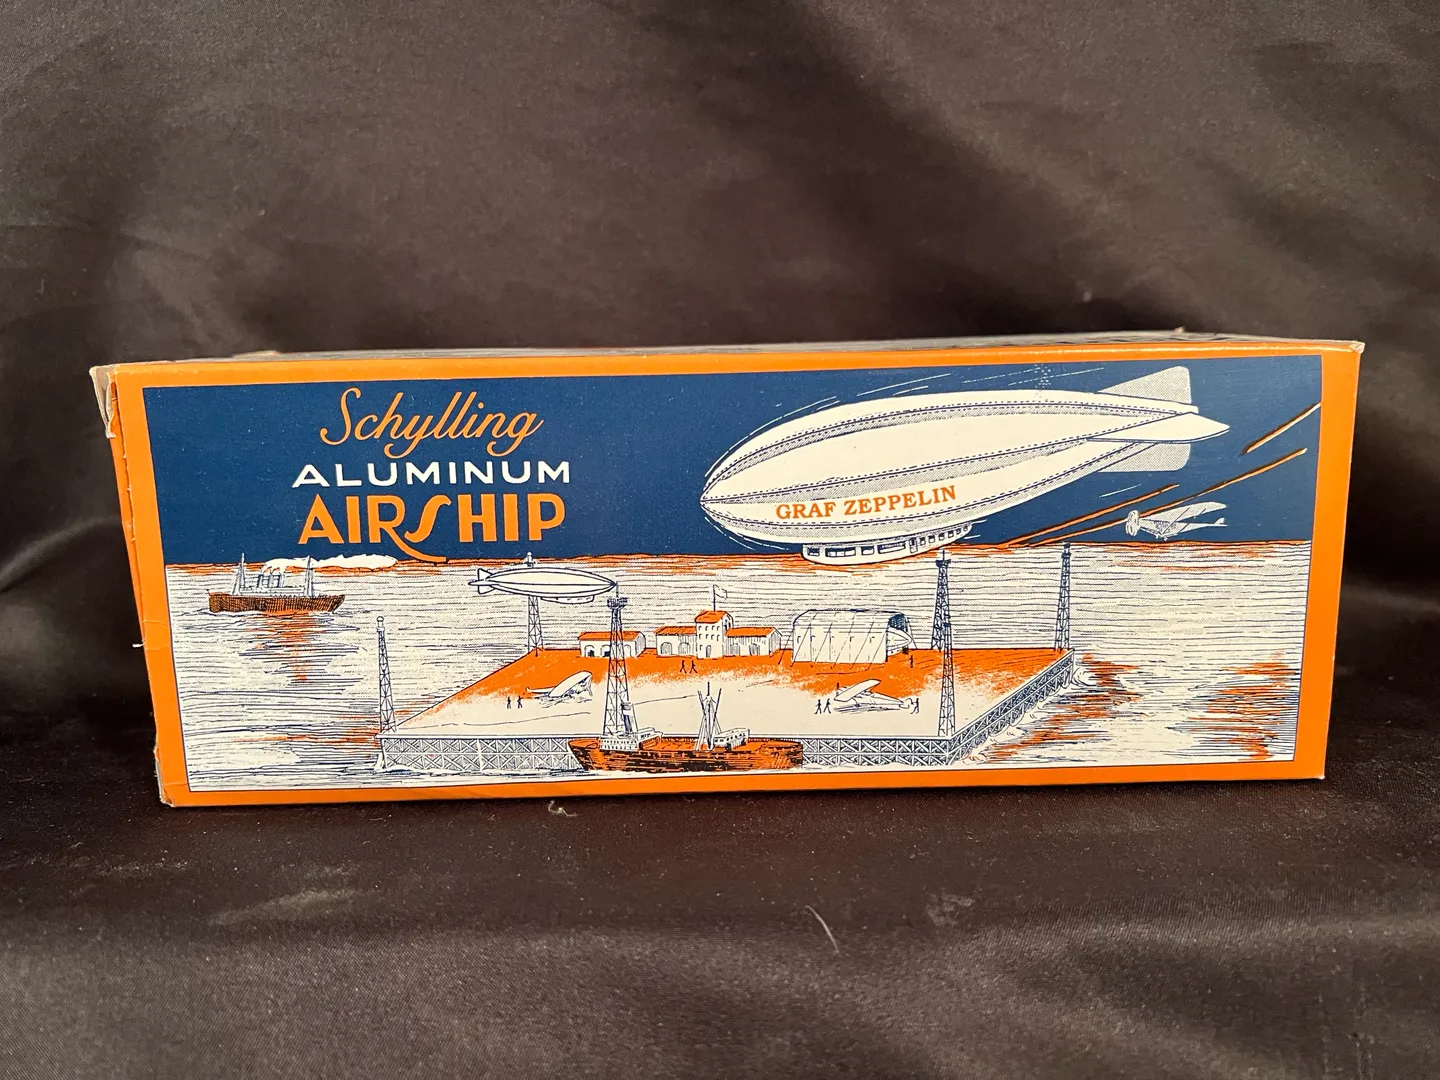 Schylling
ALUMINUM
AIRSHIP
GRAF ZEPPELIN